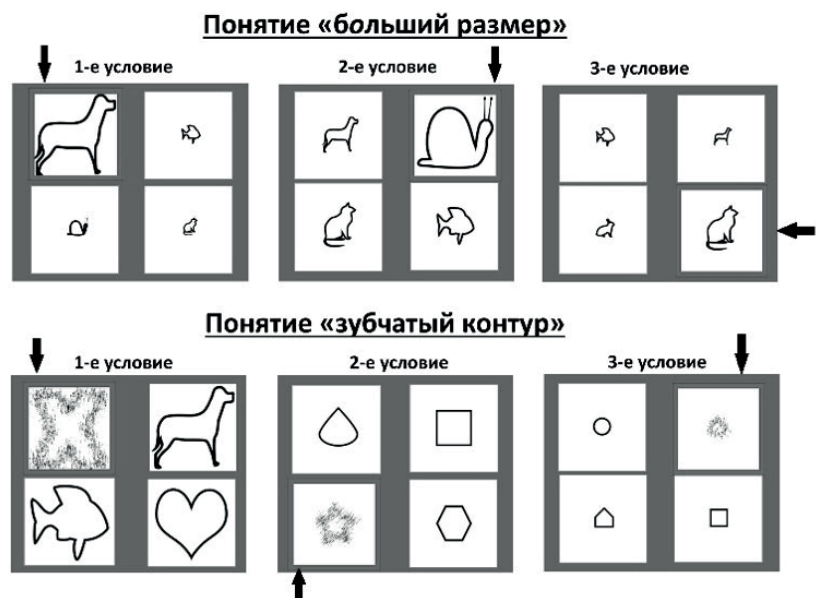 Понятие «больший размер»
1-е условие
2-е условие
3-е условие
Понятие «зубчатый контур»
1-е условие
2-е условие
3-е условие